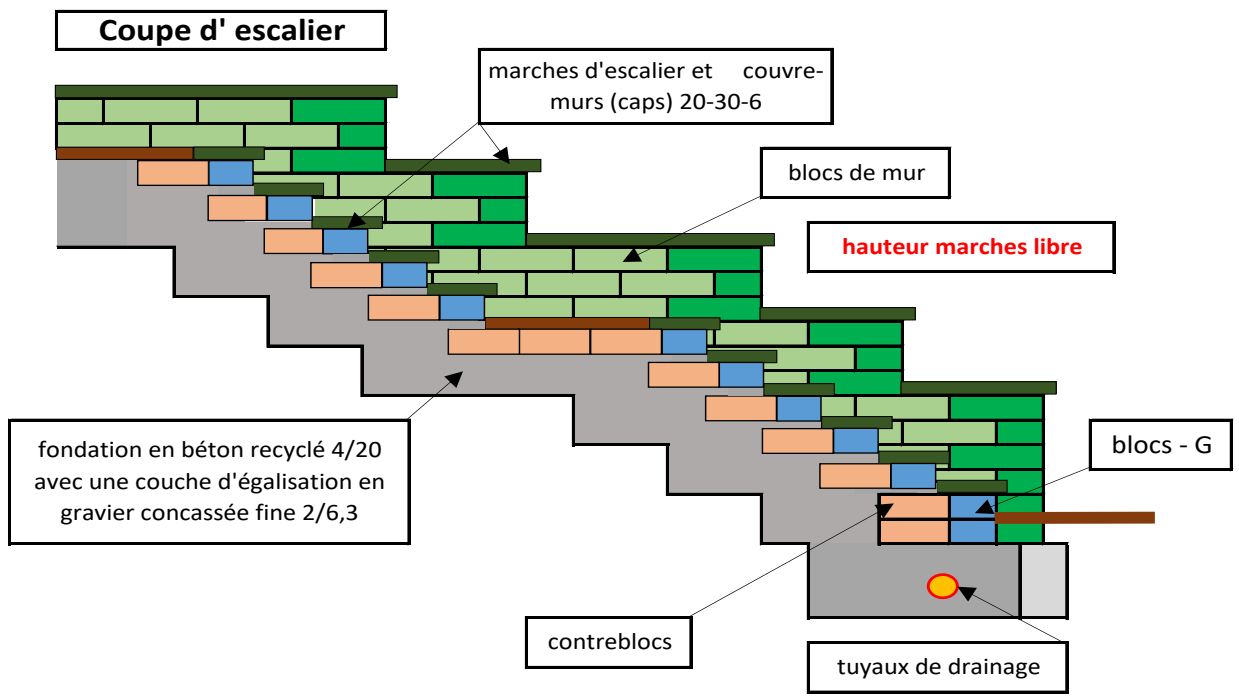 Coupe d' escalier
marches d'escalier et couvre-
murs (caps) 20-30-6
blocs de mur
hauteur marches libre
fondation en béton recyclé 4/20
avec une couche d'égalisation en
gravier concassée fine 2/6,3
blocs - G
contreblocs
tuyaux de drainage